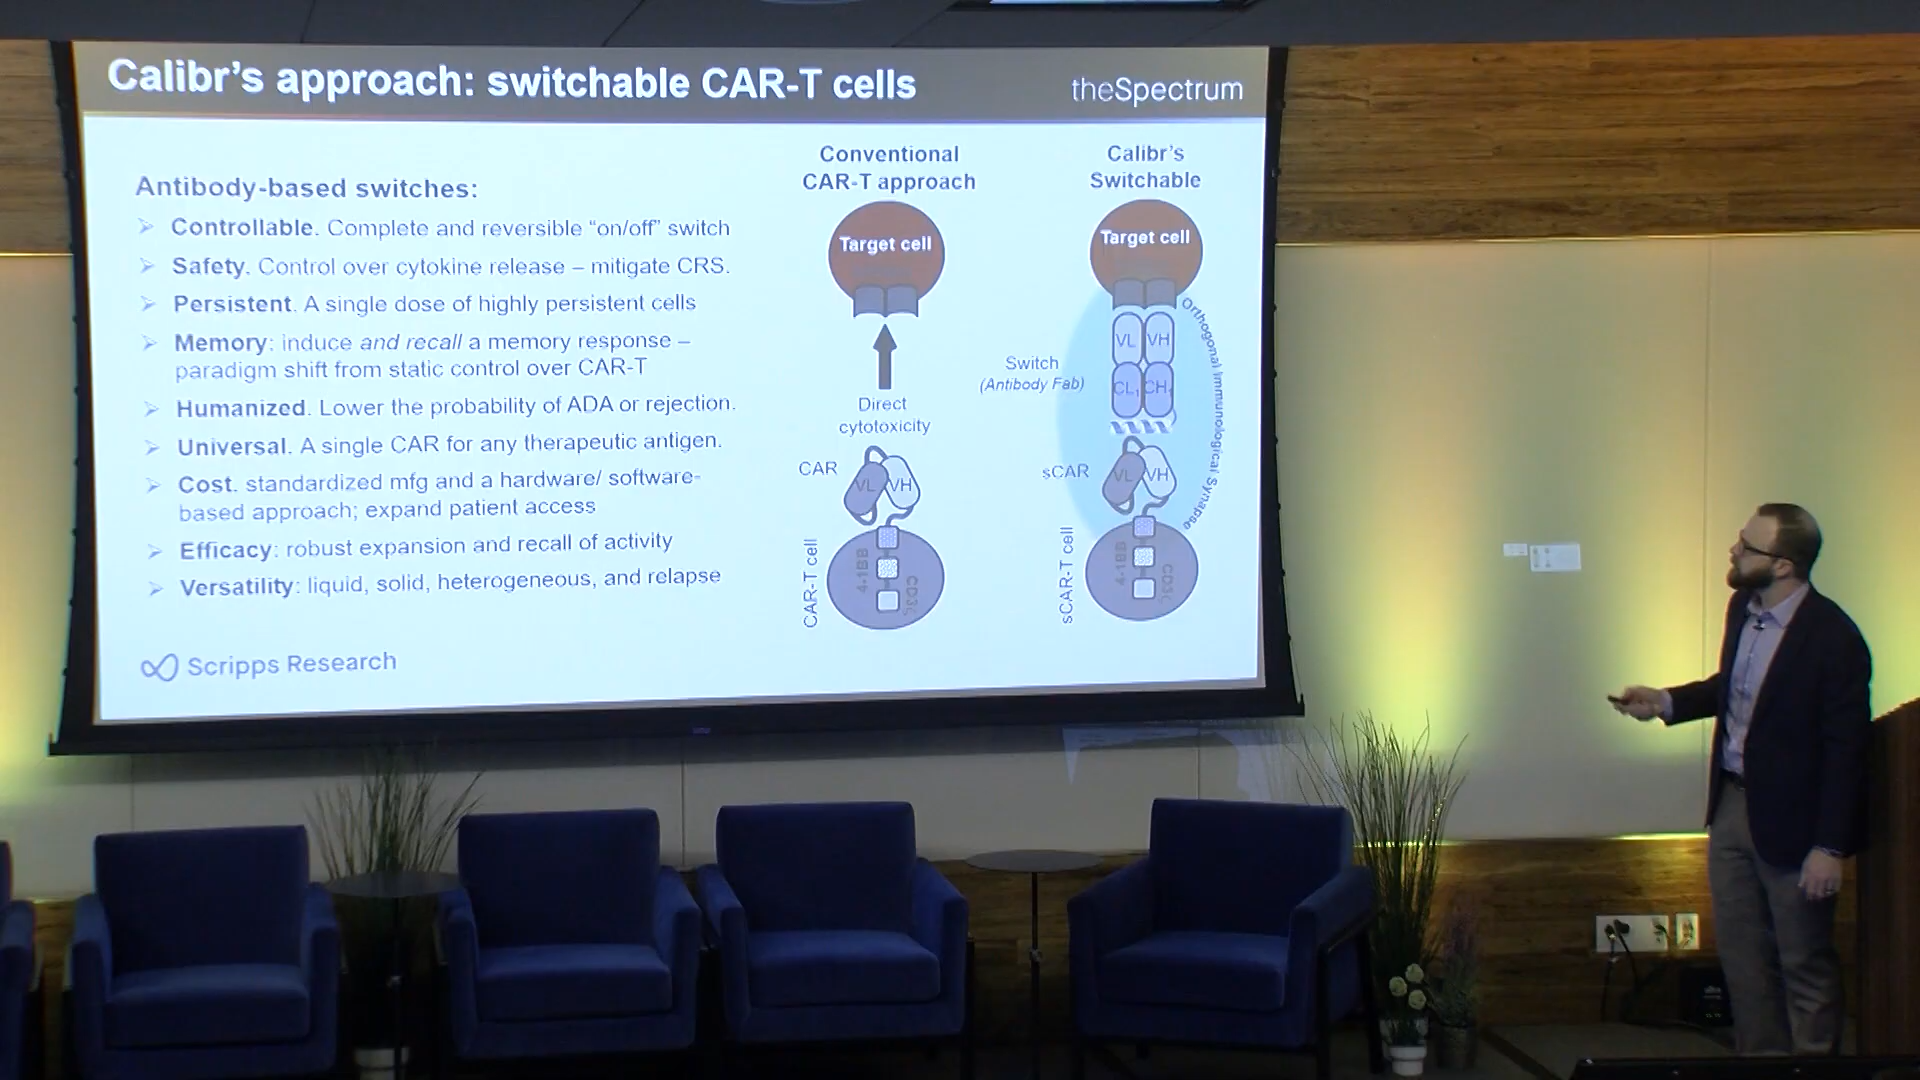 Calibr's approach: switchable CAR-T cells
theSpectrum
Antibody-based switches:
Controllable. Complete and reversible “on/off” switch
Safety. Control over cytokine release – mitigate CRS.
Persistent. A single dose of highly persistent cells
Memory: induce and recall a memory response –
paradigm shift from static control over CAR-T
Humanized. Lower the probability of ADA or rejection.
Universal. A single CAR for any therapeutic antigen.
Cost. standardized mfg and a hardware/ software-
based approach; expand patient access
Efficacy: robust expansion and recall of activity
Versatility: liquid, solid, heterogeneous, and relapse
Scripps Research
Conventional
CAR-T approach
Target cell
Direct
cytotoxicity
CAR
VL VH
CAR-T cell
4-1BB
CD3ζ
Calibr's
Switchable
Target cell
Switch
(Antibody Fab)
VL VH
CL1 CH1
sCAR
VL VH
sCAR-T cell
4-1BB
CD3ζ
Orthogonal Immunological Synapse